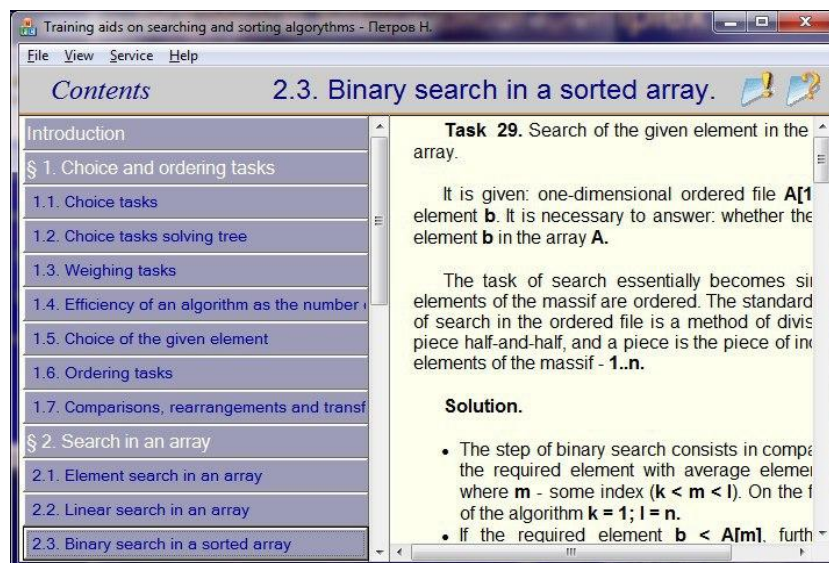 Training aids on searching and sorting algorythms - Петров Н.
File View Service Help
Contents
2.3. Binary search in a sorted array.
Introduction
§ 1. Choice and ordering tasks
1.1. Choice tasks
1.2. Choice tasks solving tree
1.3. Weighing tasks
1.4. Efficiency of an algorithm as the number
1.5. Choice of the given element
1.6. Ordering tasks
1.7. Comparisons, rearrangements and transf
§ 2. Search in an array
2.1. Element search in an array
2.2. Linear search in an array
2.3. Binary search in a sorted array
Task 29. Search of the given element in the
array.
It is given: one-dimensional ordered file A[1
element b. It is necessary to answer: whether the
element b in the array A.
The task of search essentially becomes si
elements of the massif are ordered. The standard
of search in the ordered file is a method of divis
piece half-and-half, and a piece is the piece of in
elements of the massif - 1..n.
Solution.
• The step of binary search consists in compa
the required element with average eleme
where m - some index (k < m < l). On the f
of the algorithm k = 1; l = n.
• If the required element b < A[m], furth